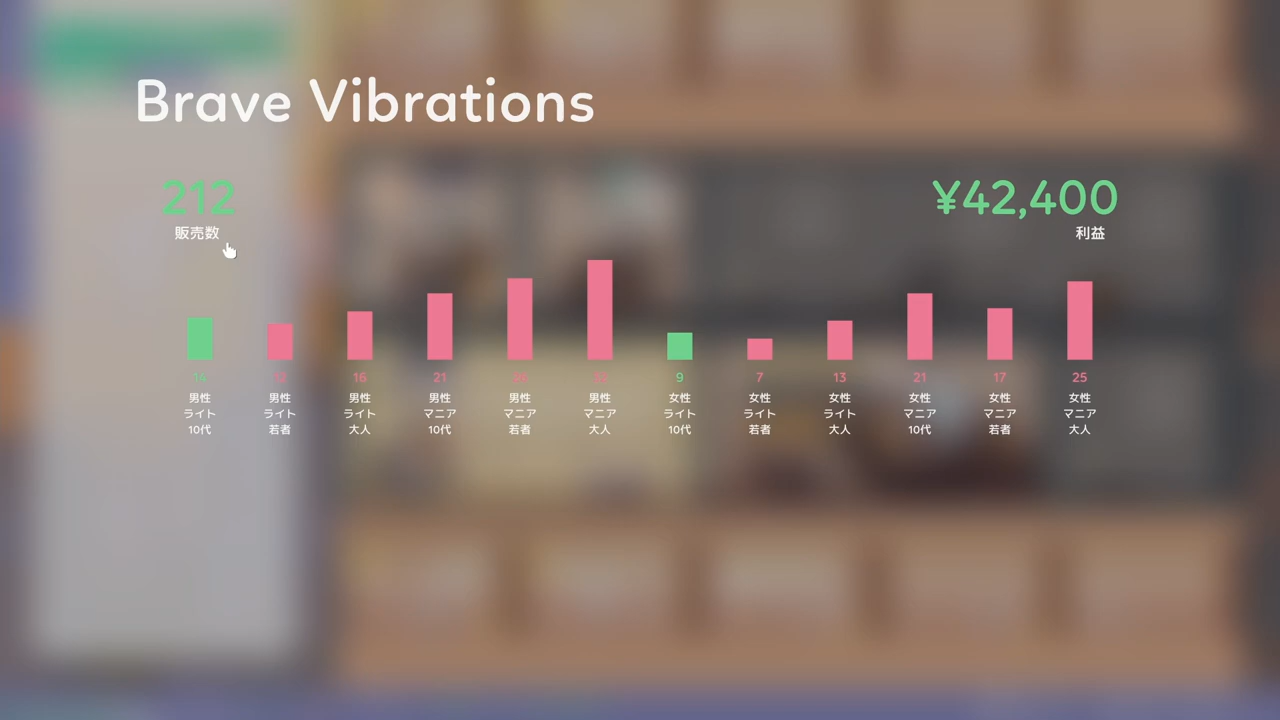 Brave Vibrations
212
販売数
¥42,400
利益
14 12 16 21 9 7 13 21 17 25
男性 男性 男性 男性 男性 男性 女性 女性 女性 女性 女性 女性
ライト ライト ライト マニア マニア マニア ライト ライト ライト マニア マニア マニア
10代 若者 大人 10代 若者 大人 10代 若者 大人 10代 若者 大人